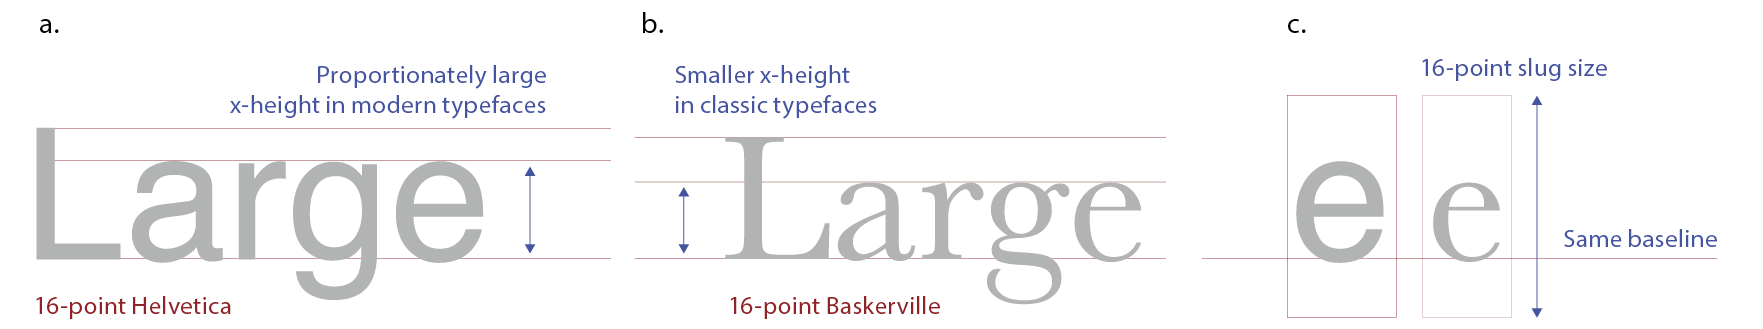 a.
Proportionately large
x-height in modern typefaces
Large
16-point Helvetica
b.
Smaller x-height
in classic typefaces
Large
16-point Baskerville
c.
16-point slug size
e e
Same baseline